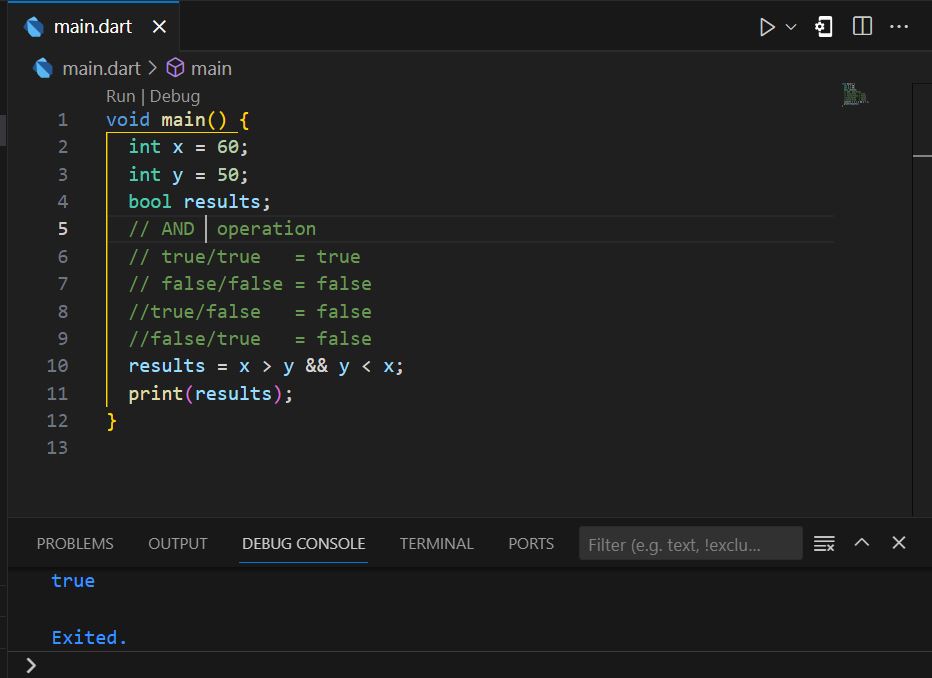 main.dart
main.dart > main
Run | Debug
1 void main() {
2 int x = 60;
3 int y = 50;
4 bool results;
5 // AND  operation
6 // true/true   = true
7 // false/false = false
8 //true/false   = false
9 //false/true   = false
10 results = x > y && y < x;
11 print(results);
12 }
13
PROBLEMS OUTPUT DEBUG CONSOLE TERMINAL PORTS Filter (e.g. text, !exclu...
true
Exited.